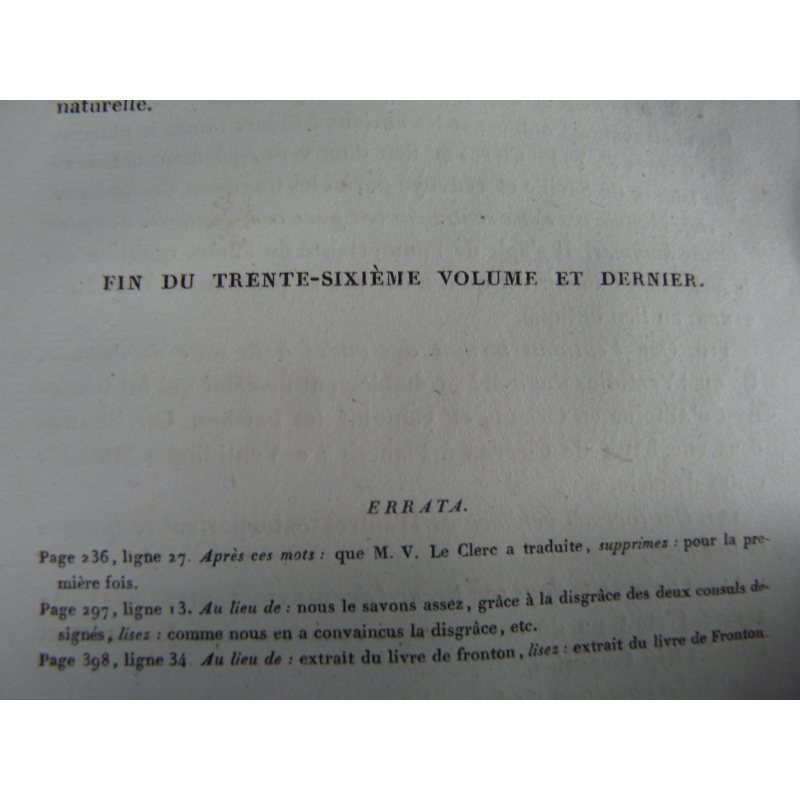 naturelle.
FIN DU TRENTE-SIXIÈME VOLUME ET DERNIER.
ERRATA.
Page 236, ligne 27. Après ces mots : que M. V. Le Clerc a traduite, supprimez : pour la pre-
mière fois.
Page 297, ligne 13. Au lieu de : nous le savons assez, grâce à la disgrâce des deux consuls dé-
signés, lisez : comme nous en a convaincus la disgrâce, etc.
Page 398, ligne 34. Au lieu de : extrait du livre de fronton, lisez : extrait du livre de Fronton.